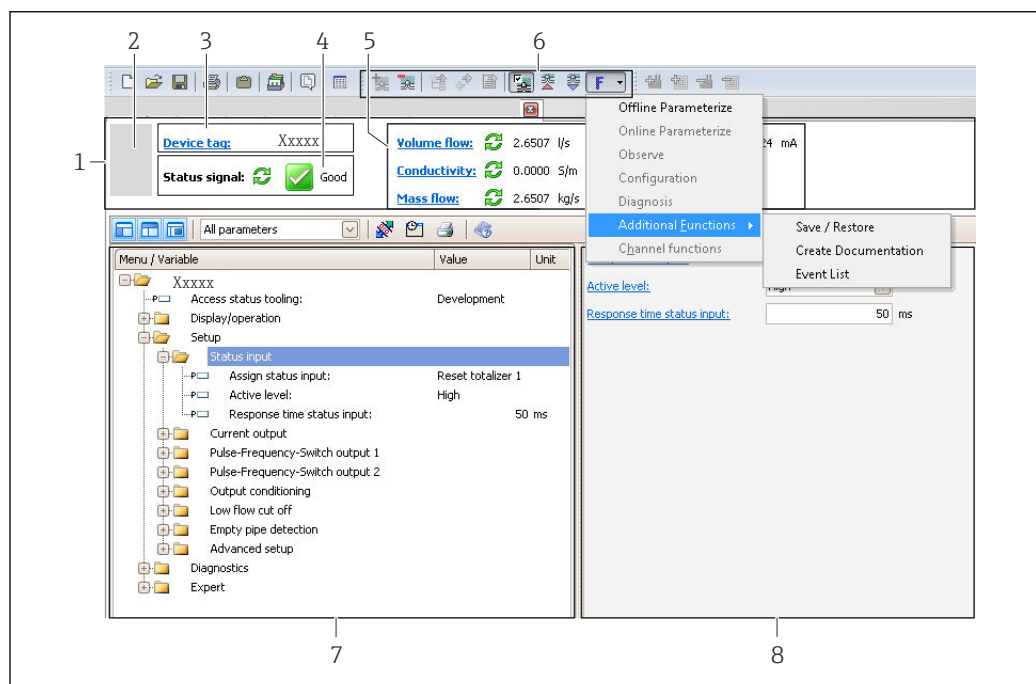 2 3 4 5 6
F
Offline Parameterize
Online Parameterize
Observe
Configuration
Diagnosis
Additional Functions
Channel functions
Save / Restore
Create Documentation
Event List
1
Device tag: Xxxxx
Status signal: Good
Volume flow: 2.6507 l/s
Conductivity: 0.0000 S/m
Mass flow: 2.6507 kg/s
mA
All parameters
Menu / Variable Value Unit
Xxxxx
Access status tooling: Development
Display/operation
Setup
Status input
P Assign status input: Reset totalizer 1
P Active level: High
P Response time status input: 50 ms
Current output
Pulse-Frequency-Switch output 1
Pulse-Frequency-Switch output 2
Output conditioning
Low flow cut off
Empty pipe detection
Advanced setup
Diagnostics
Expert
Active level: High
Response time status input: 50 ms
7 8